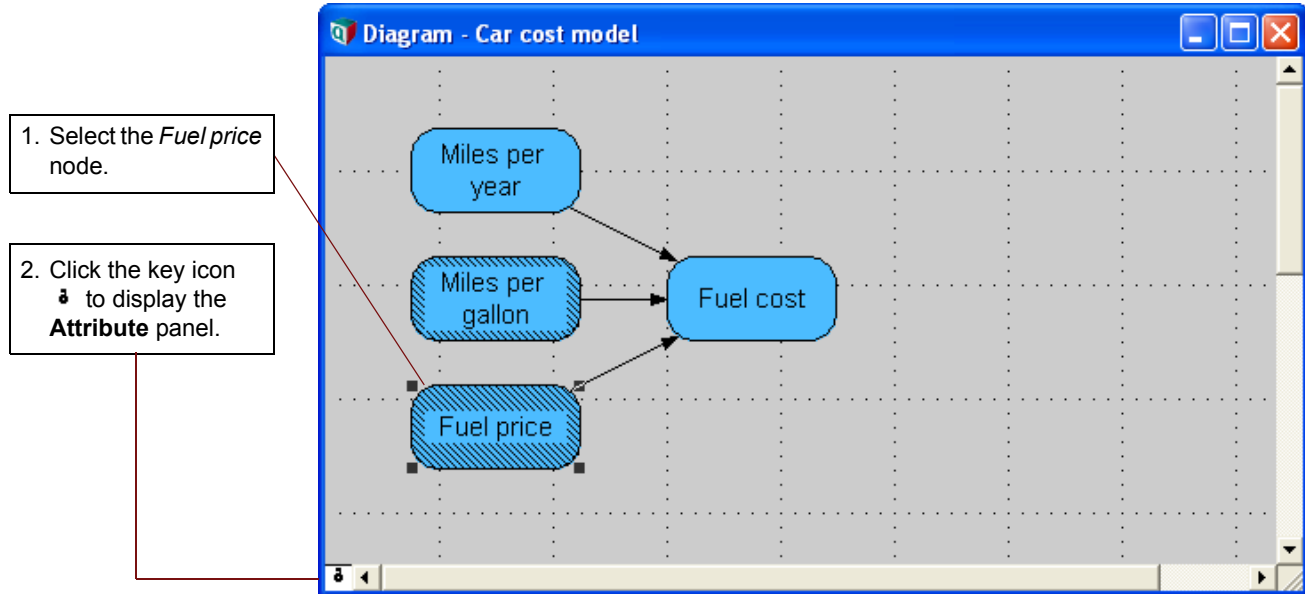 Diagram - Car cost model
1. Select the Fuel price
node.
2. Click the key icon
to display the
Attribute panel.
Miles per
year
Miles per
gallon
Fuel cost
Fuel price